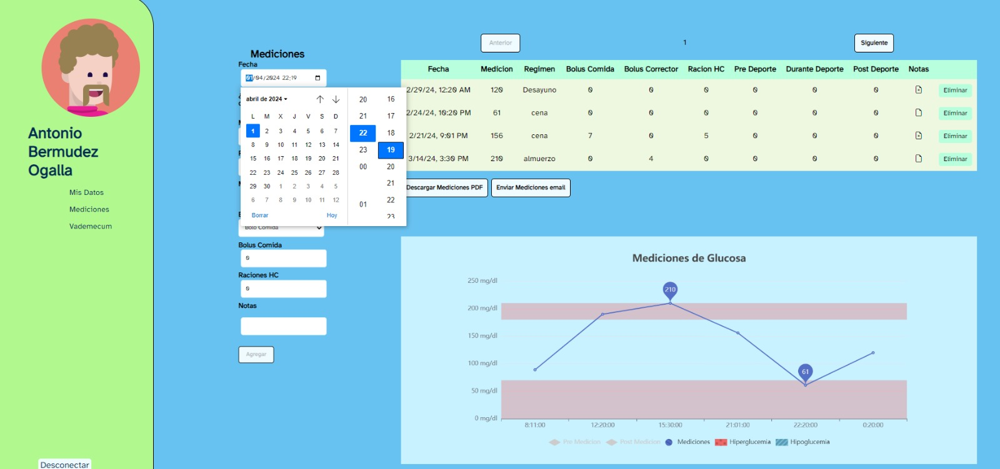 Antonio
Bermudez
Ogalla
Mis Datos
Mediciones
Vademecum
Desconectar
Mediciones
Fecha
01/04/2024 22:19
abril de 2024
L M X J V S D
1 2 3 4 5 6 7
8 9 10 11 12 13 14
15 16 17 18 19 20 21
22 23 24 25 26 27 28
29 30 1 2 3 4 5
6 7 8 9 10 11 12
Borrar Hoy
20 16
21 17
22 18
23 19
00 20
21
01 22
23
Bolo Comida
Bolus Comida
0
Raciones HC
0
Notas
Agregar
Anterior 1 Siguiente
Fecha Medicion Regimen Bolus Comida Bolus Corrector Racion HC Pre Deporte Durante Deporte Post Deporte Notas
2/29/24, 12:20 AM 120 Desayuno 0 0 0 0 0 0 Eliminar
2/24/24, 10:20 PM 61 cena 0 0 0 0 0 0 Eliminar
2/21/24, 9:01 PM 156 cena 7 0 5 0 0 0 Eliminar
3/14/24, 3:30 PM 210 almuerzo 0 4 0 0 0 0 Eliminar
Descargar Mediciones PDF Enviar Mediciones email
Mediciones de Glucosa
250 mg/dl
200 mg/dl
150 mg/dl
100 mg/dl
50 mg/dl
0 mg/dl
210
61
8:11:00 12:20:00 15:30:00 21:01:00 22:20:00 0:20:00
Pre Medicion Post Medicion Mediciones Hiperglucemia Hipoglucemia